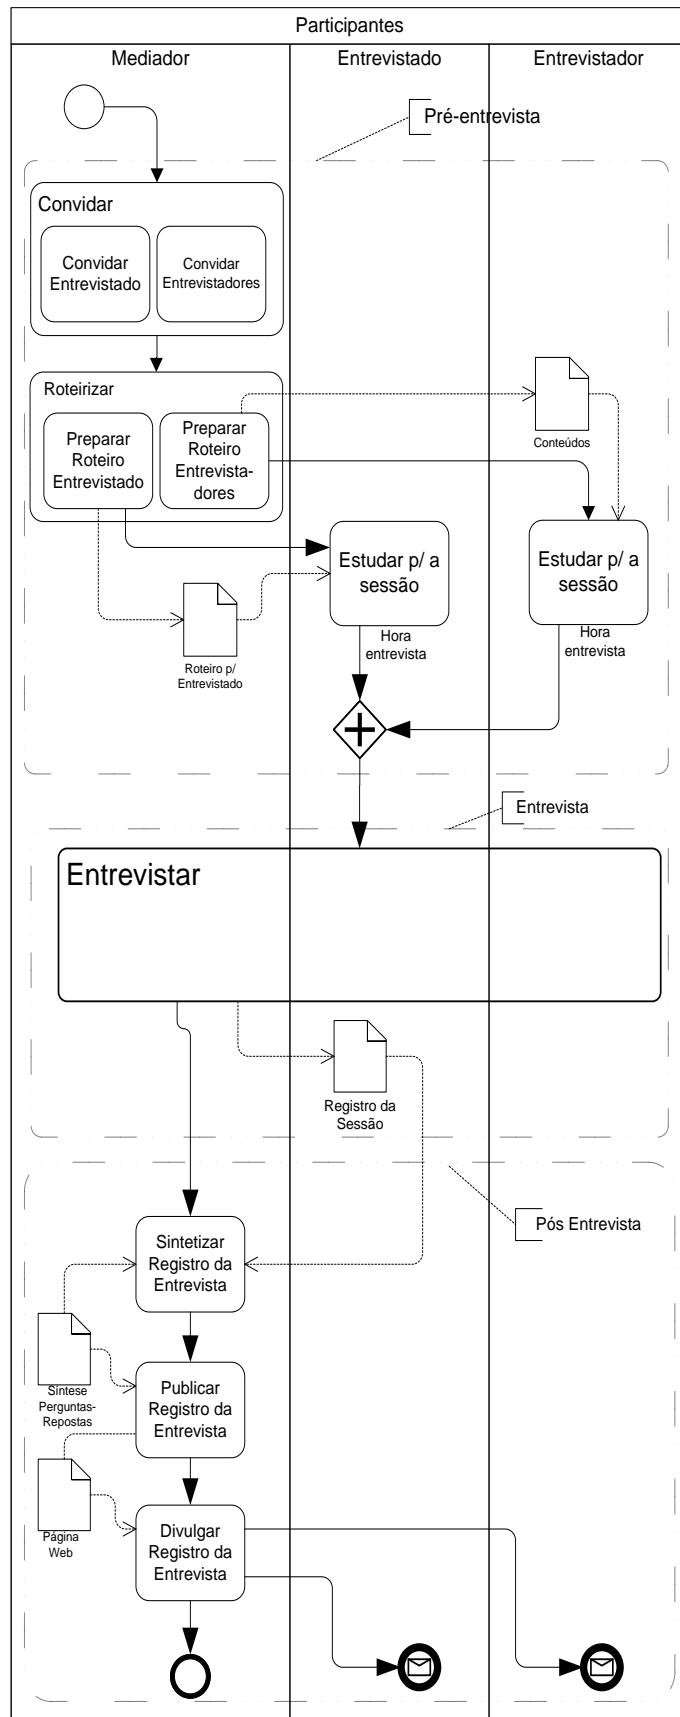 Participantes
Mediador
Entrevistado
Entrevistador
Pré-entrevista
Convidar
Convidar
Entrevistado
Convidar
Entrevistadores
Roteirizar
Preparar
Roteiro
Entrevistado
Preparar
Roteiro
Entrevista-
dores
Conteúdos
Estudar p/ a
sessão
Estudar p/ a
sessão
Hora
entrevista
Hora
entrevista
Roteiro p/
Entrevistado
Entrevista
Entrevistar
Registro da
Sessão
Pós Entrevista
Sintetizar
Registro da
Entrevista
Síntese
Perguntas-
Repostas
Publicar
Registro da
Entrevista
Página
Web
Divulgar
Registro da
Entrevista